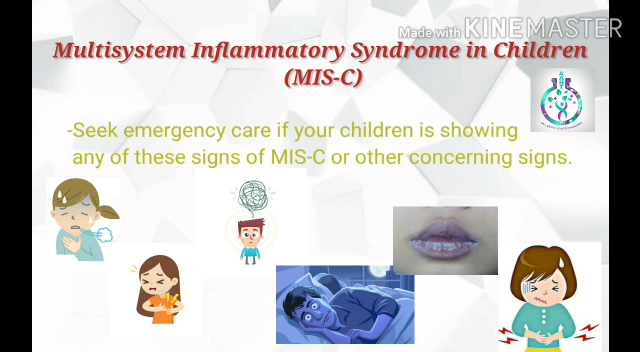 Made with KINEMASTER
Multisystem Inflammatory Syndrome in Children
(MIS-C)
-Seek emergency care if your children is showing
any of these signs of MIS-C or other concerning signs.